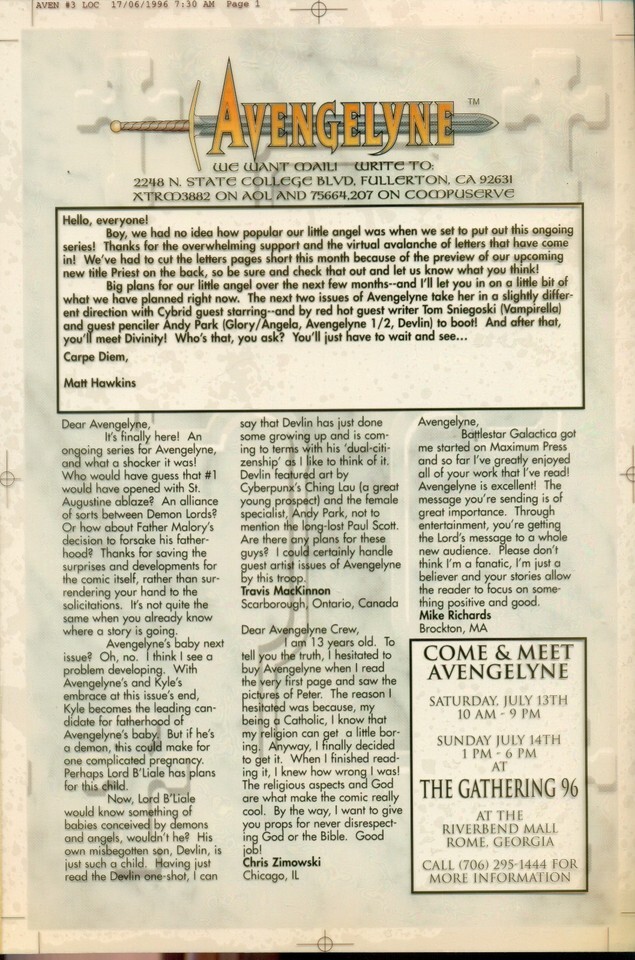 AVEN #3 LOC 17/06/1996 7:30 AM Page 1
AVENGELYNE
TM
WE WANT MAIL! WRITE TO:
2248 N. STATE COLLEGE BLVD, FULLERTON, CA 92631
XTRM3882 ON AOL AND 75664,207 ON COMPUSERVE
Hello, everyone!
Boy, we had no idea how popular our little angel was when we set to put out this ongoing
series! Thanks for the overwhelming support and the virtual avalanche of letters that have come
in! We've had to cut the letters pages short this month because of the preview of our upcoming
new title Priest on the back, so be sure and check that out and let us know what you think!
Big plans for our little angel over the next few months--and I'll let you in on a little bit of
what we have planned right now. The next two issues of Avengelyne take her in a slightly differ-
ent direction with Cybrid guest starring--and by red hot guest writer Tom Sniegoski (Vampirella)
and guest penciler Andy Park (Glory/Angela, Avengelyne 1/2, Devlin) to boot! And after that,
you'll meet Divinity! Who's that, you ask? You'll just have to wait and see...
Carpe Diem,
Matt Hawkins
Dear Avengelyne,
It's finally here! An
ongoing series for Avengelyne,
and what a shocker it was!
Who would have guess that #1
would have opened with St.
Augustine ablaze? An alliance
of sorts between Demon Lords?
Or how about Father Malory's
decision to forsake his father-
hood? Thanks for saving the
surprises and developments for
the comic itself, rather than sur-
rendering your hand to the
solicitations. It's not quite the
same when you already know
where a story is going.
Avengelyne's baby next
issue? Oh, no. I think I see a
problem developing. With
Avengelyne's and Kyle's
embrace at this issue's end,
Kyle becomes the leading can-
didate for fatherhood of
Avengelyne's baby. But if he's
a demon, this could make for
one complicated pregnancy.
Perhaps Lord B'Liale has plans
for this child.
Now, Lord B'Liale
would know something of
babies conceived by demons
and angels, wouldn't he? His
own misbegotten son, Devlin, is
just such a child. Having just
read the Devlin one-shot, I can
say that Devlin has just done
some growing up and is com-
ing to terms with his 'dual-citi-
zenship' as I like to think of it.
Devlin featured art by
Cyberpunx's Ching Lau (a great
young prospect) and the female
specialist, Andy Park, not to
mention the long-lost Paul Scott.
Are there any plans for these
guys? I could certainly handle
guest artist issues of Avengelyne
by this troop.
Travis MacKinnon
Scarborough, Ontario, Canada
Dear Avengelyne Crew,
I am 13 years old. To
tell you the truth, I hesitated to
buy Avengelyne when I read
the very first page and saw the
pictures of Peter. The reason I
hesitated was because, my
being a Catholic, I know that
my religion can get a little bor-
ing. Anyway, I finally decided
to get it. When I finished read-
ing it, I knew how wrong I was!
The religious aspects and God
are what make the comic really
cool. By the way, I want to give
you props for never disrespect-
ing God or the Bible. Good
job!
Chris Zimowski
Chicago, IL
Avengelyne,
Battlestar Galactica got
me started on Maximum Press
and so far I've greatly enjoyed
all of your work that I've read!
Avengelyne is excellent! The
message you're sending is of
great importance. Through
entertainment, you're getting
the Lord's message to a whole
new audience. Please don't
think I'm a fanatic, I'm just a
believer and your stories allow
the reader to focus on some-
thing positive and good.
Mike Richards
Brockton, MA
COME & MEET
AVENGELYNE
SATURDAY, JULY 13TH
10 AM - 9 PM
SUNDAY JULY 14TH
1 PM - 6 PM
AT
THE GATHERING 96
AT THE
RIVERBEND MALL
ROME, GEORGIA
CALL (706) 295-1444 FOR
MORE INFORMATION